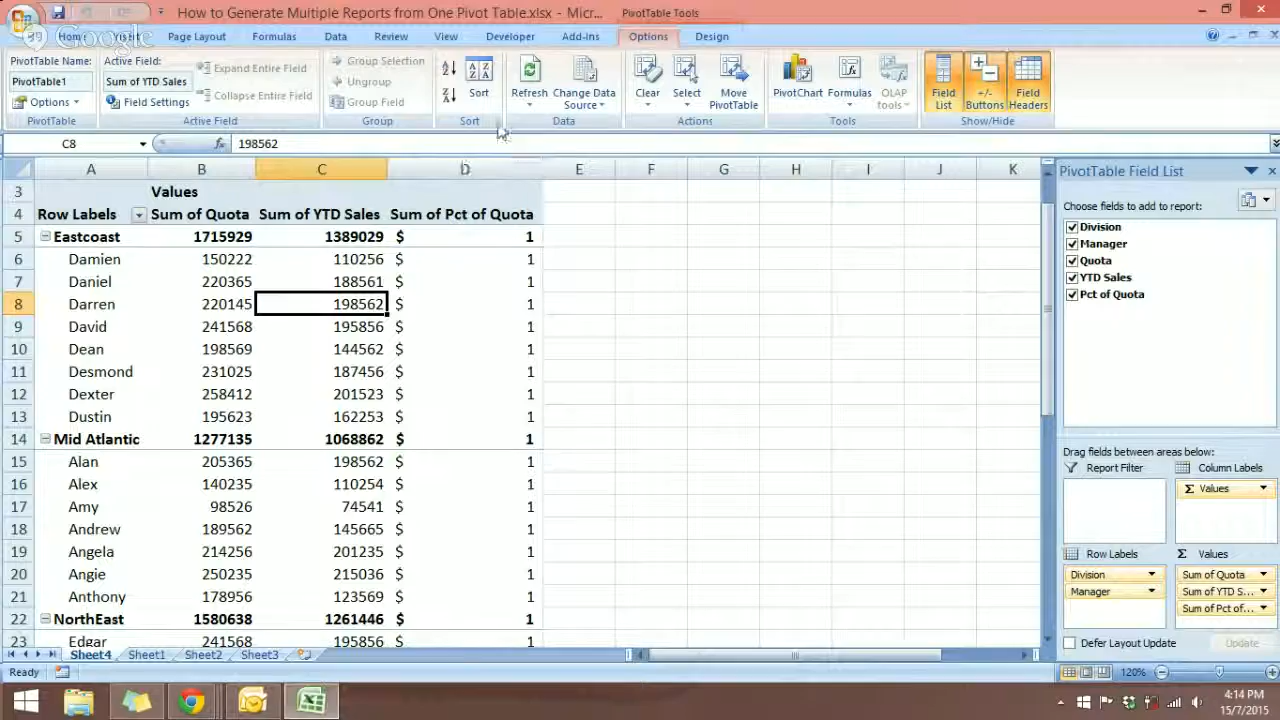 How to Generate Multiple Reports from One Pivot Table.xlsx - Micr...
PivotTable Tools
Google
Home Insert Page Layout Formulas Data Review View Developer Add-Ins Options Design
PivotTable Name:
PivotTable1
Options
PivotTable
Active Field:
Sum of YTD Sales
Field Settings
Expand Entire Field
Collapse Entire Field
Active Field
Group Selection
Ungroup
Group Field
Group
Sort
Sort
Refresh
Change Data
Source
Data
Clear
Select
Move
PivotTable
Actions
PivotChart
Formulas
OLAP
tools
Tools
Field
List
+/-
Buttons
Field
Headers
Show/Hide
C8 fx 198562
A B C D E F G H I J K
3 Values
4 Row Labels Sum of Quota Sum of YTD Sales Sum of Pct of Quota
5 Eastcoast 1715929 1389029 $ 1
6 Damien 150222 110256 $ 1
7 Daniel 220365 188561 $ 1
8 Darren 220145 198562 $ 1
9 David 241568 195856 $ 1
10 Dean 198569 144562 $ 1
11 Desmond 231025 187456 $ 1
12 Dexter 258412 201523 $ 1
13 Dustin 195623 162253 $ 1
14 Mid Atlantic 1277135 1068862 $ 1
15 Alan 205365 198562 $ 1
16 Alex 140235 110254 $ 1
17 Amy 98526 74541 $ 1
18 Andrew 189562 145665 $ 1
19 Angela 214256 201235 $ 1
20 Angie 250235 215036 $ 1
21 Anthony 178956 123569 $ 1
22 NorthEast 1580638 1261446 $ 1
23 Edgar 241568 195856 $ 1
PivotTable Field List
Choose fields to add to report:
Division
Manager
Quota
YTD Sales
Pct of Quota
Drag fields between areas below:
Report Filter
Column Labels
Σ Values
Row Labels
Σ Values
Division
Manager
Sum of Quota
Sum of YTD S...
Sum of Pct of...
Defer Layout Update
Update
Sheet4 Sheet1 Sheet2 Sheet3
Ready
120%
4:14 PM
15/7/2015